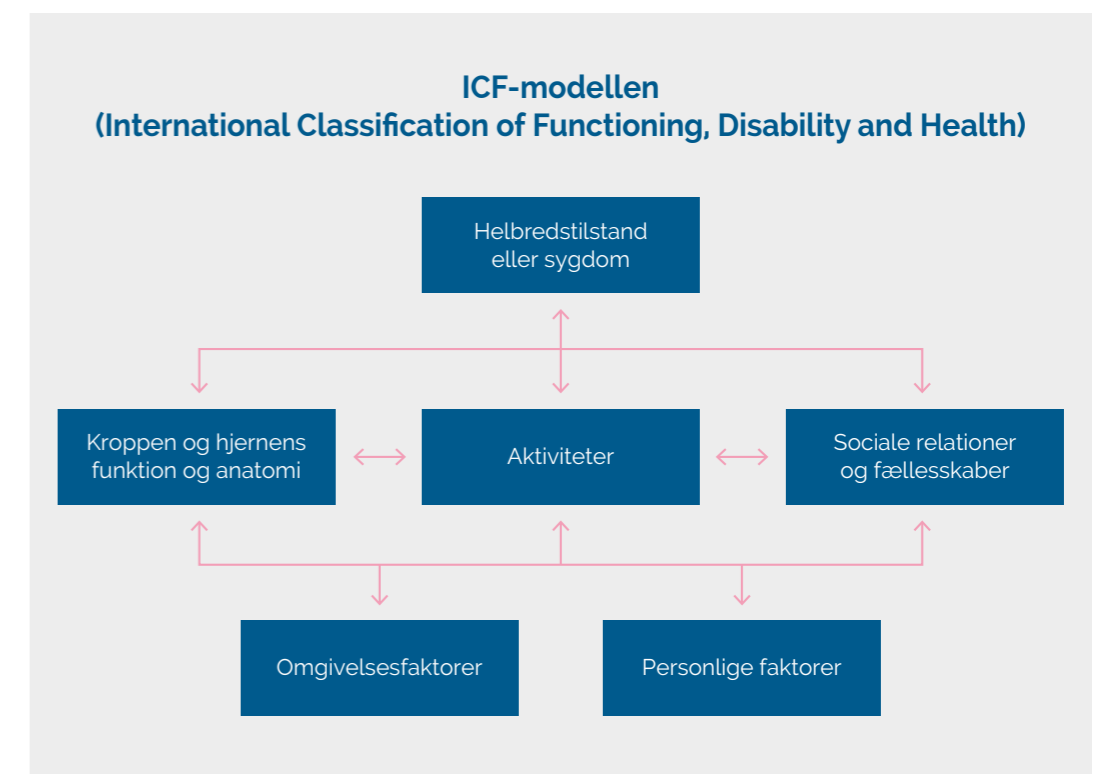 ICF-modellen
(International Classification of Functioning, Disability and Health)
Helbredstilstand
eller sygdom
Kroppen og hjernens
funktion og anatomi
Aktiviteter
Sociale relationer
og fællesskaber
Omgivelsesfaktorer
Personlige faktorer